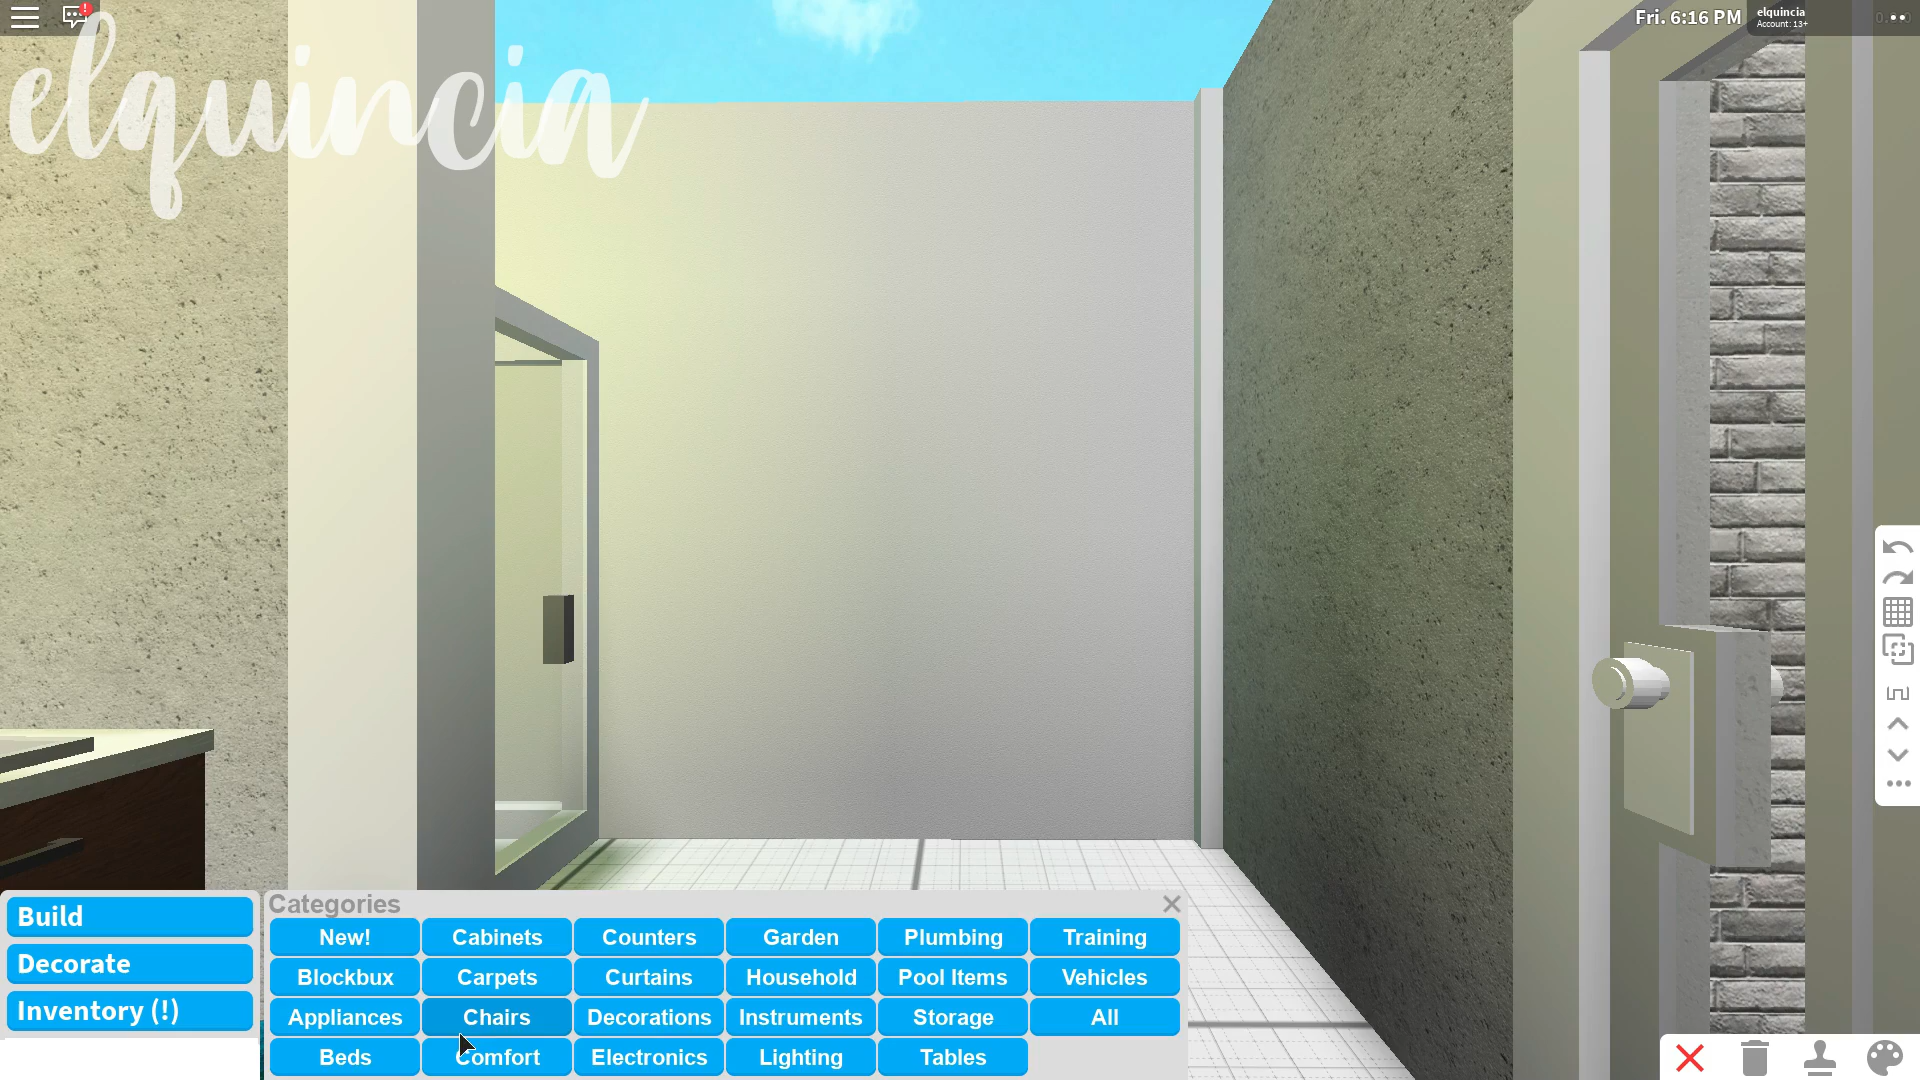 Fri. 6:16 PM
elquincia
Account: 13+
elquincia
Build
Decorate
Inventory (!)
Categories
New! Cabinets Counters Garden Plumbing Training
Blockbux Carpets Curtains Household Pool Items Vehicles
Appliances Chairs Decorations Instruments Storage All
Beds Comfort Electronics Lighting Tables